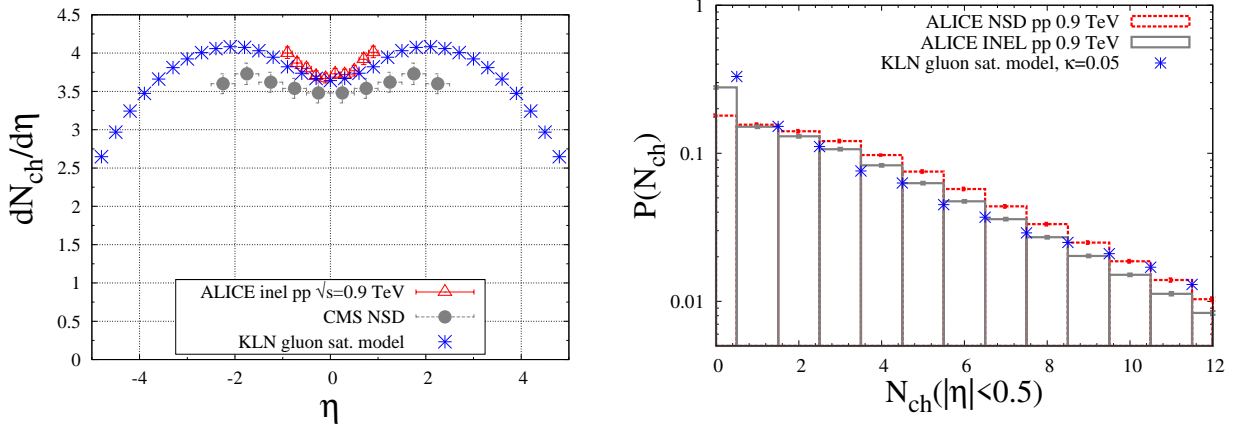 4.5
4
3.5
3
2.5
2
1.5
1
0.5
0
dN_ch/dη
-4
-2
0
2
4
η
ALICE inel pp √s=0.9 TeV
CMS NSD
KLN gluon sat. model
1
0.1
0.01
P(N_ch)
0
2
4
6
8
10
12
N_ch(|η|<0.5)
ALICE NSD pp 0.9 TeV
ALICE INEL pp 0.9 TeV
KLN gluon sat. model, κ=0.05